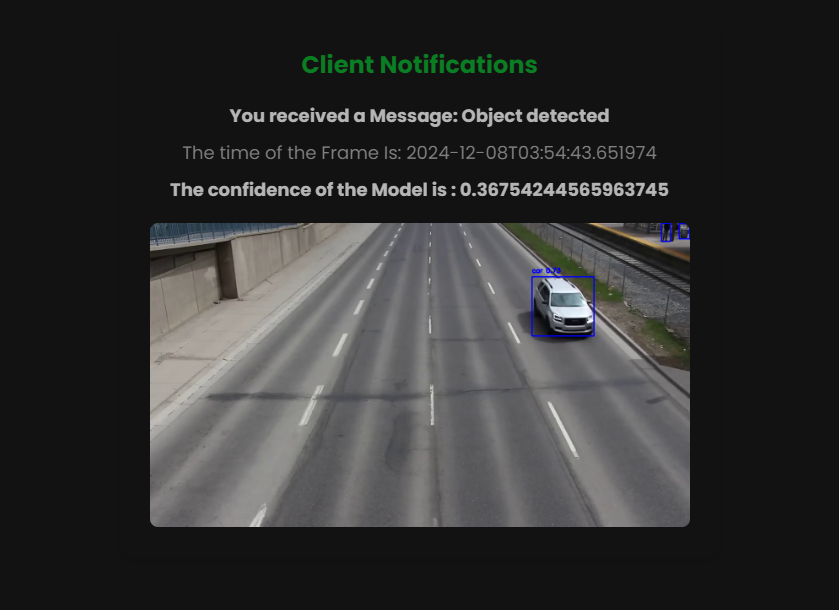 Client Notifications
You received a Message: Object detected
The time of the Frame Is: 2024-12-08T03:54:43.651974
The confidence of the Model is : 0.36754244565963745
car 0.73